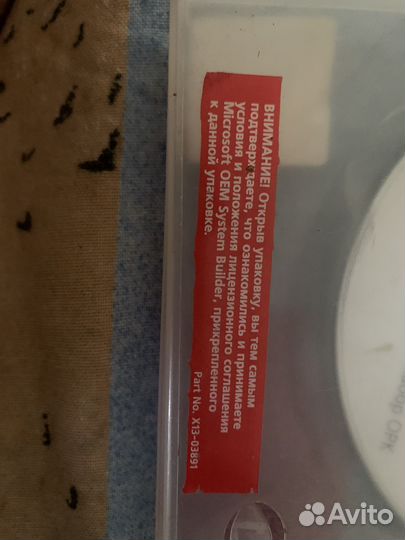 ВНИМАНИЕ! Открыв упаковку, вы тем самым
подтверждаете, что ознакомились и принимаете
условия и положения лицензионного соглашения
Microsoft OEM System Builder, прикрепленного
к данной упаковке.
Part No. X13-03891
OPK
Avito